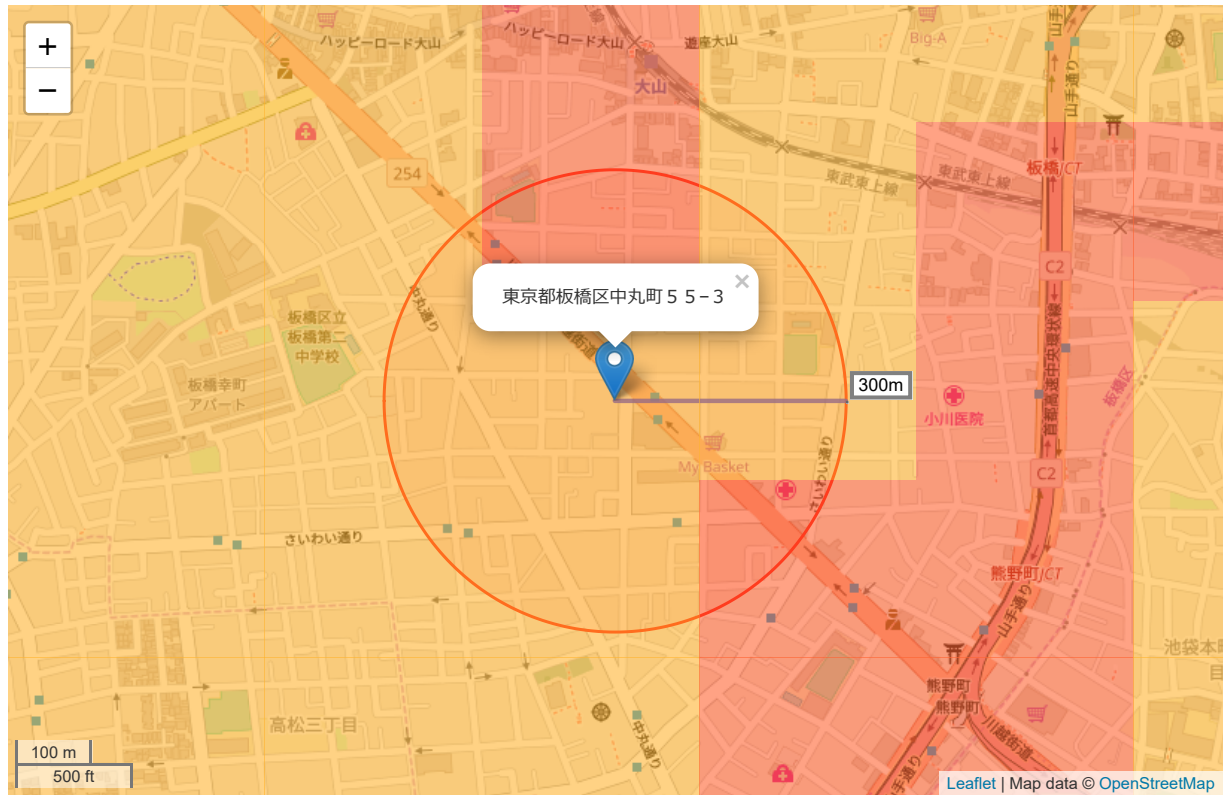 +
−
ハッピーロード大山
ハッピーロード大山
遊座大山
Big-A
山手通り
山手通り
大山
254
板橋JCT
東武東上線
東武東上線
C2
東京都板橋区中丸町５５−３
×
中丸通り
板橋区立
板橋第二
中学校
首都高速中央環状線
板橋区
板橋幸町
アパート
300m
小川医院
My Basket
さいわい通り
C2
さいわい通り
熊野町JCT
山手通り
池袋本町
熊野町
熊野町
高松三丁目
中丸通り
川越街道
山手通り
100 m
500 ft
Leaflet | Map data © OpenStreetMap